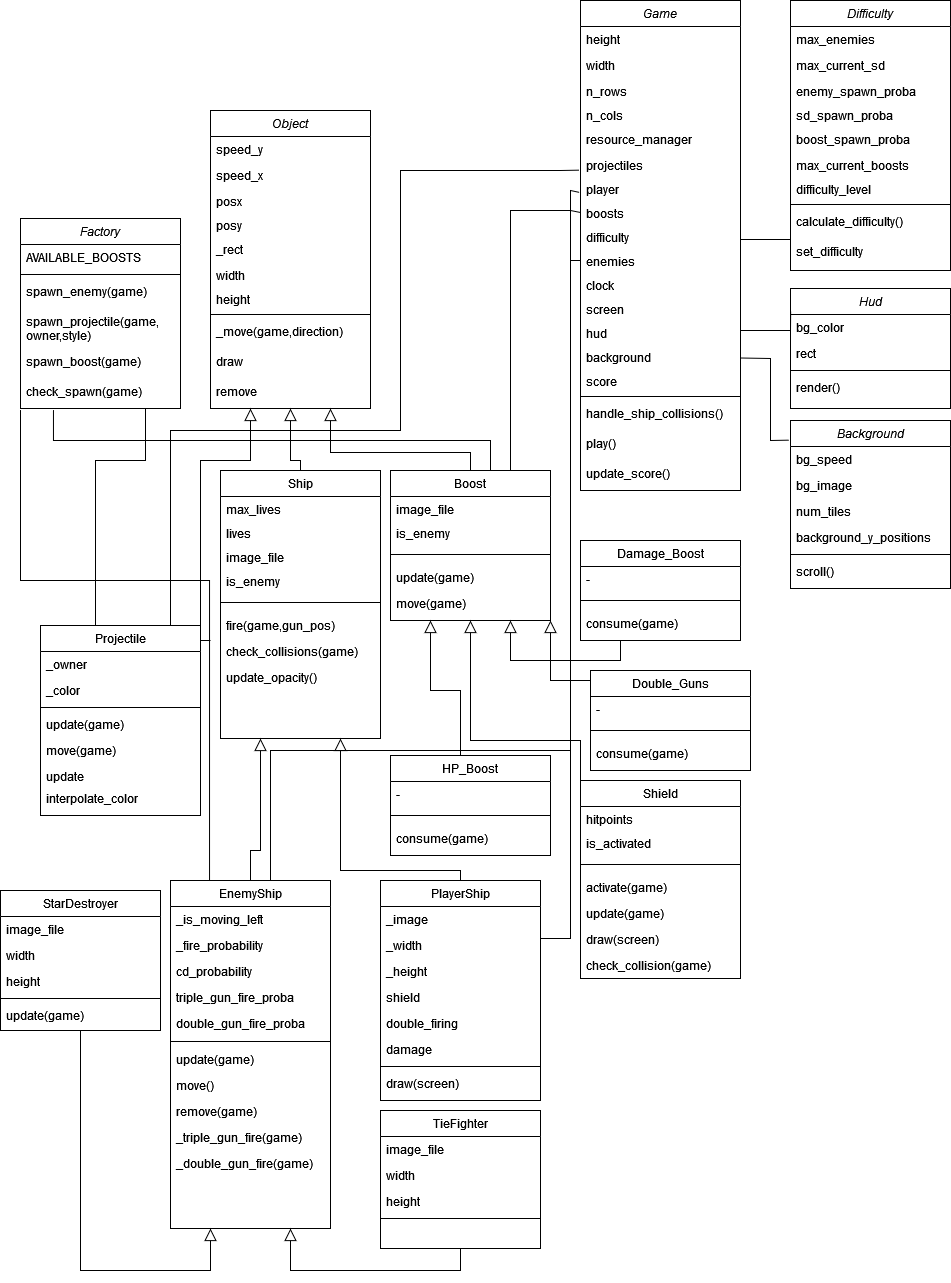 Game
height
width
n_rows
n_cols
resource_manager
projectiles
player
boosts
difficulty
enemies
clock
screen
hud
background
score
handle_ship_collisions()
play()
update_score()
Difficulty
max_enemies
max_current_sd
enemy_spawn_proba
sd_spawn_proba
boost_spawn_proba
max_current_boosts
difficulty_level
calculate_difficulty()
set_difficulty
Object
speed_y
speed_x
posx
posy
_rect
width
height
_move(game,direction)
draw
remove
Factory
AVAILABLE_BOOSTS
spawn_enemy(game)
spawn_projectile(game,
owner,style)
spawn_boost(game)
check_spawn(game)
Hud
bg_color
rect
render()
Background
bg_speed
bg_image
num_tiles
background_y_positions
scroll()
Ship
max_lives
lives
image_file
is_enemy
fire(game,gun_pos)
check_collisions(game)
update_opacity()
Boost
image_file
is_enemy
update(game)
move(game)
Damage_Boost
-
consume(game)
Projectile
_owner
_color
update(game)
move(game)
update
interpolate_color
Double_Guns
-
consume(game)
HP_Boost
-
consume(game)
Shield
hitpoints
is_activated
activate(game)
update(game)
draw(screen)
check_collision(game)
StarDestroyer
image_file
width
height
update(game)
EnemyShip
_is_moving_left
_fire_probability
cd_probability
triple_gun_fire_proba
double_gun_fire_proba
update(game)
move()
remove(game)
_triple_gun_fire(game)
_double_gun_fire(game)
PlayerShip
_image
_width
_height
shield
double_firing
damage
draw(screen)
TieFighter
image_file
width
height